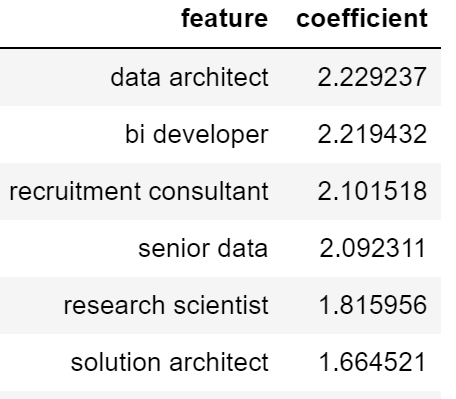 feature coefficient
data architect 2.229237
bi developer 2.219432
recruitment consultant 2.101518
senior data 2.092311
research scientist 1.815956
solution architect 1.664521